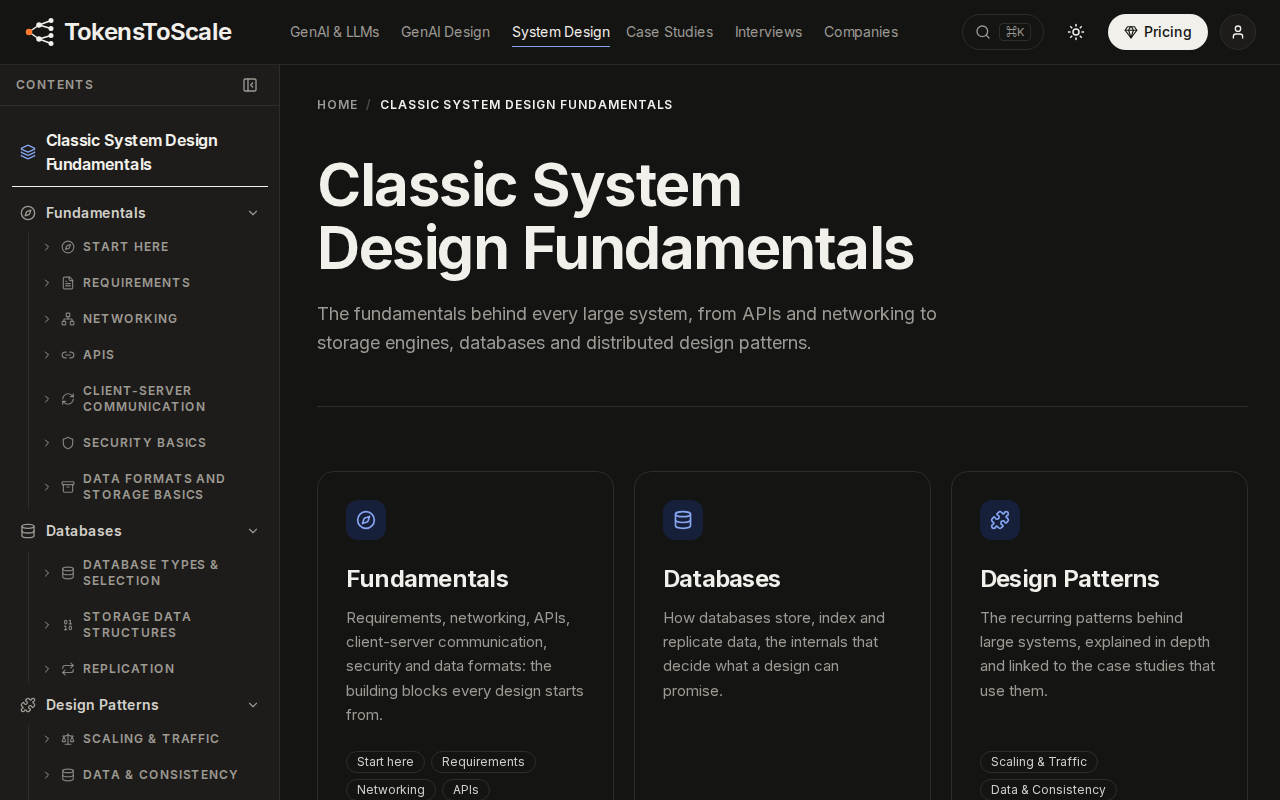 TokensToScale
GenAI & LLMs
GenAI Design
System Design
Case Studies
Interviews
Companies
⌘K
Pricing
CONTENTS
Classic System Design
Fundamentals
Fundamentals
START HERE
REQUIREMENTS
NETWORKING
APIS
CLIENT-SERVER
COMMUNICATION
SECURITY BASICS
DATA FORMATS AND
STORAGE BASICS
Databases
DATABASE TYPES &
SELECTION
STORAGE DATA
STRUCTURES
REPLICATION
Design Patterns
SCALING & TRAFFIC
DATA & CONSISTENCY
HOME / CLASSIC SYSTEM DESIGN FUNDAMENTALS
Classic System
Design Fundamentals
The fundamentals behind every large system, from APIs and networking to
storage engines, databases and distributed design patterns.
Fundamentals
Requirements, networking, APIs,
client-server communication,
security and data formats: the
building blocks every design starts
from.
Start here
Requirements
Networking
APIs
Databases
How databases store, index and
replicate data, the internals that
decide what a design can
promise.
Design Patterns
The recurring patterns behind
large systems, explained in depth
and linked to the case studies that
use them.
Scaling & Traffic
Data & Consistency